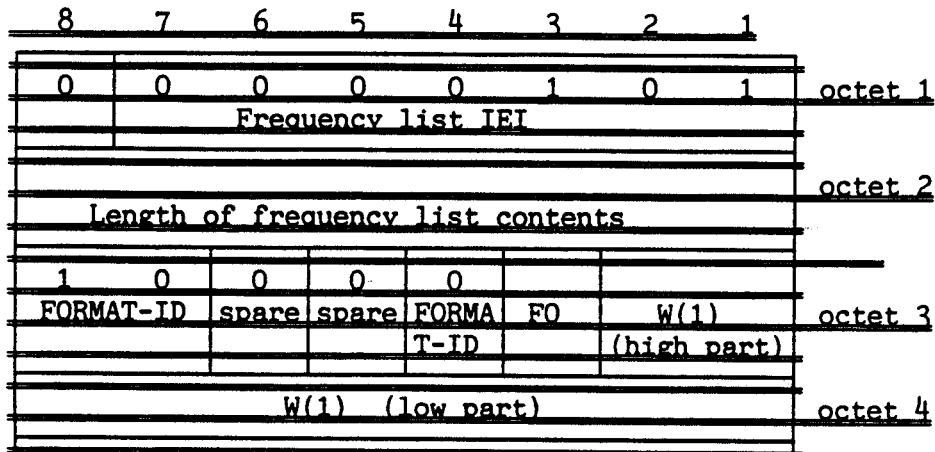 8 7 6 5 4 3 2 1
0 0 0 0 0 1 0 1 octet 1
Frequency list IEI
octet 2
Length of frequency list contents
1 0 0 0 0
FORMAT-ID spare spare FORMA F0 W(1) octet 3
T-ID (high part)
W(1) (low part) octet 4